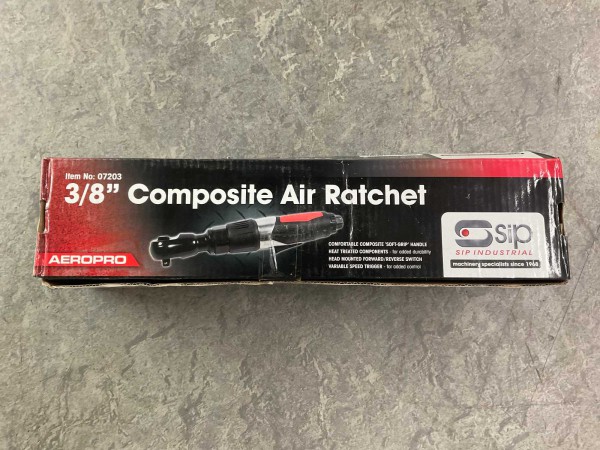 Item No: 07203
3/8” Composite Air Ratchet
COMFORTABLE COMPOSITE 'SOFT-GRIP' HANDLE
HEAT TREATED COMPONENTS - for added durability
HEAD MOUNTED FORWARD/REVERSE SWITCH
VARIABLE SPEED TRIGGER - for added control
AEROPRO
Sip
SIP INDUSTRIAL
machinery specialists since 1968